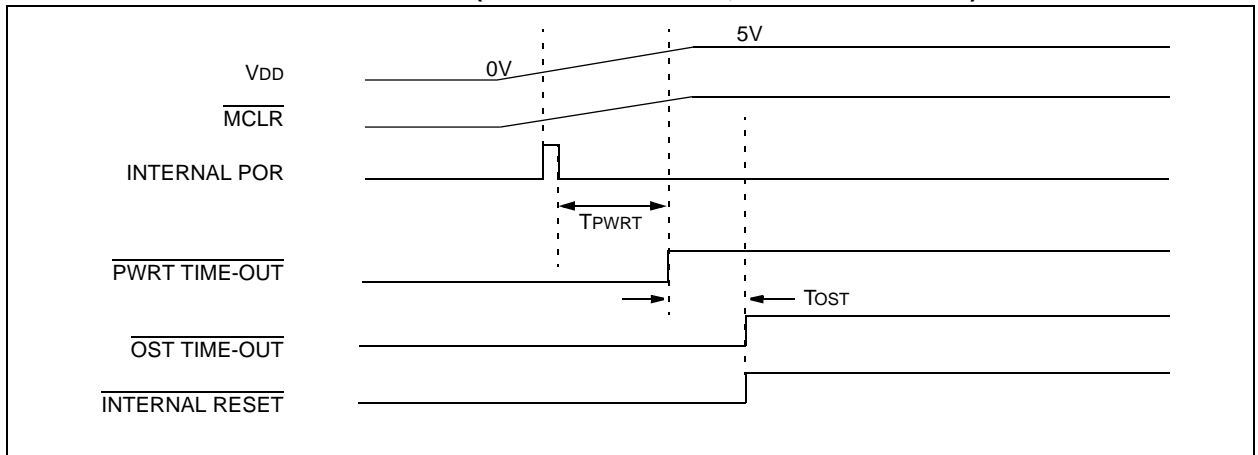 5V
VDD
0V
MCLR
INTERNAL POR
TPWRT
PWRT TIME-OUT
TOST
OST TIME-OUT
INTERNAL RESET